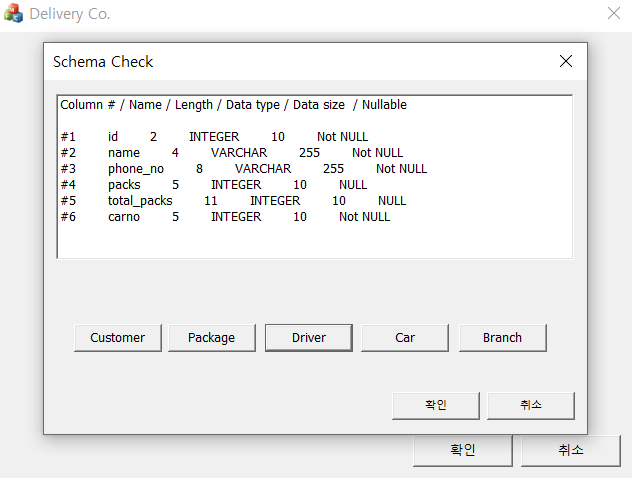 Delivery Co.
Schema Check
Column # / Name / Length / Data type / Data size / Nullable
#1 id 2 INTEGER 10 Not NULL
#2 name 4 VARCHAR 255 Not NULL
#3 phone_no 8 VARCHAR 255 Not NULL
#4 packs 5 INTEGER 10 NULL
#5 total_packs 11 INTEGER 10 NULL
#6 carno 5 INTEGER 10 Not NULL
Customer Package Driver Car Branch
확인 취소
확인 취소